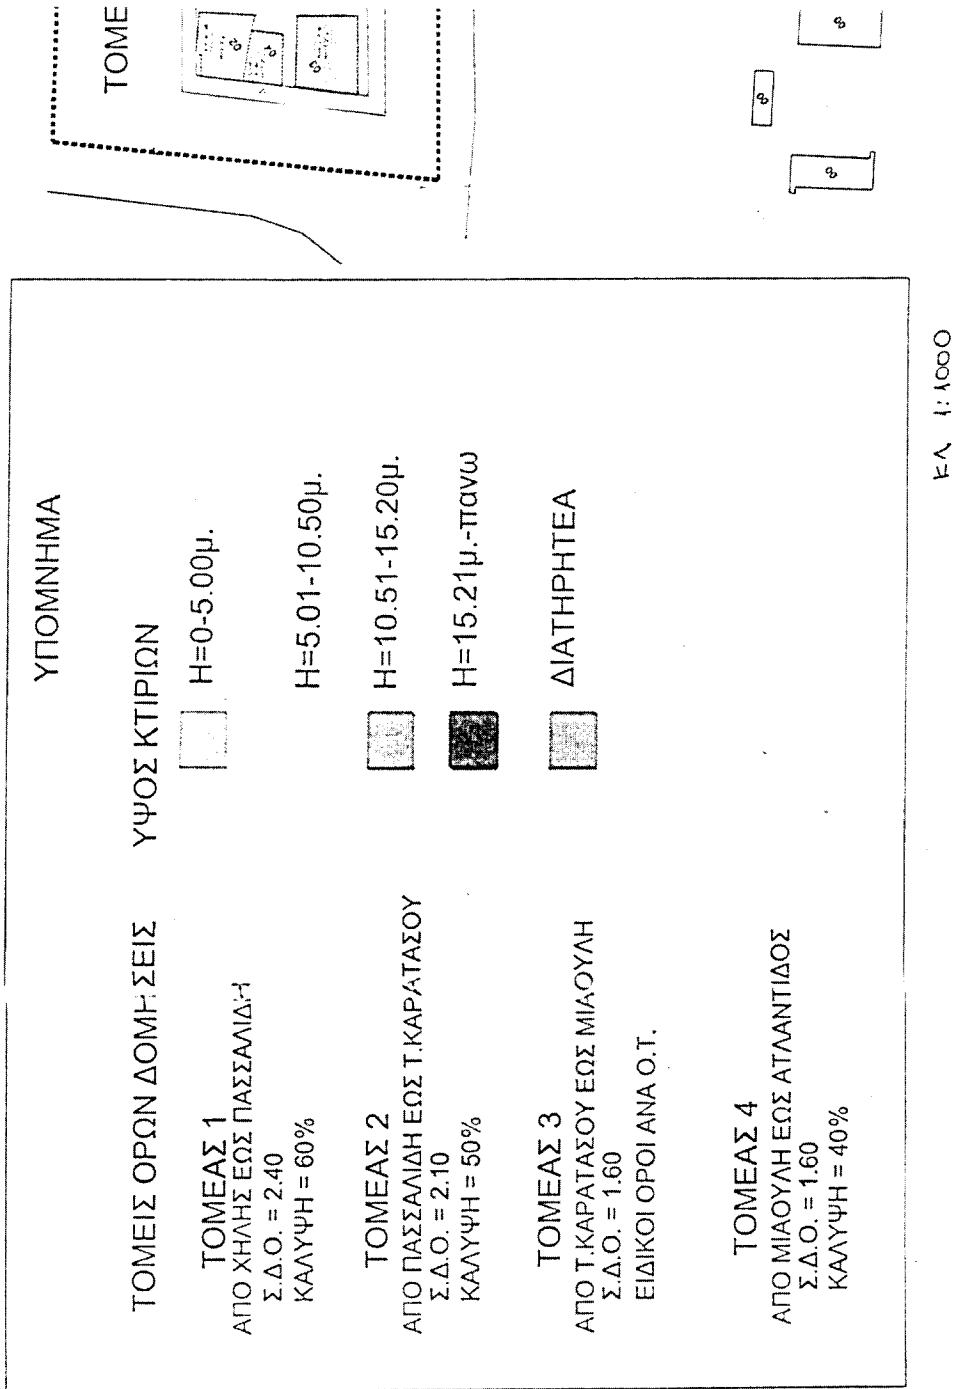 ΥΠΟΜΝΗΜΑ
ΤΟΜΕΙΣ ΟΡΩΝ ΔΟΜΗΣΕΙΣ
ΤΟΜΕΑΣ 1
ΑΠΟ ΧΗΛΗΣ ΕΩΣ ΠΑΣΣΑΛΙΔΗ
Σ.Δ.Ο. = 2.40
ΚΑΛΥΨΗ = 60%
ΤΟΜΕΑΣ 2
ΑΠΟ ΠΑΣΣΑΛΙΔΗ ΕΩΣ Τ.ΚΑΡΑΤΑΣΟΥ
Σ.Δ.Ο. = 2.10
ΚΑΛΥΨΗ = 50%
ΤΟΜΕΑΣ 3
ΑΠΟ Τ.ΚΑΡΑΤΑΣΟΥ ΕΩΣ ΜΙΑΟΥΛΗ
Σ.Δ.Ο. = 1.60
ΕΙΔΙΚΟΙ ΟΡΟΙ ΑΝΑ Ο.Τ.
ΤΟΜΕΑΣ 4
ΑΠΟ ΜΙΑΟΥΛΗ ΕΩΣ ΑΤΛΑΝΤΙΔΟΣ
Σ.Δ.Ο. = 1.60
ΚΑΛΥΨΗ = 40%
ΥΨΟΣ ΚΤΙΡΙΩΝ
Η=0-5.00μ.
Η=5.01-10.50μ.
Η=10.51-15.20μ.
Η=15.21μ.-πανω
ΔΙΑΤΗΡΗΤΕΑ
ΤΟΜΕ
02
01
03
ΚΛ 1:1000